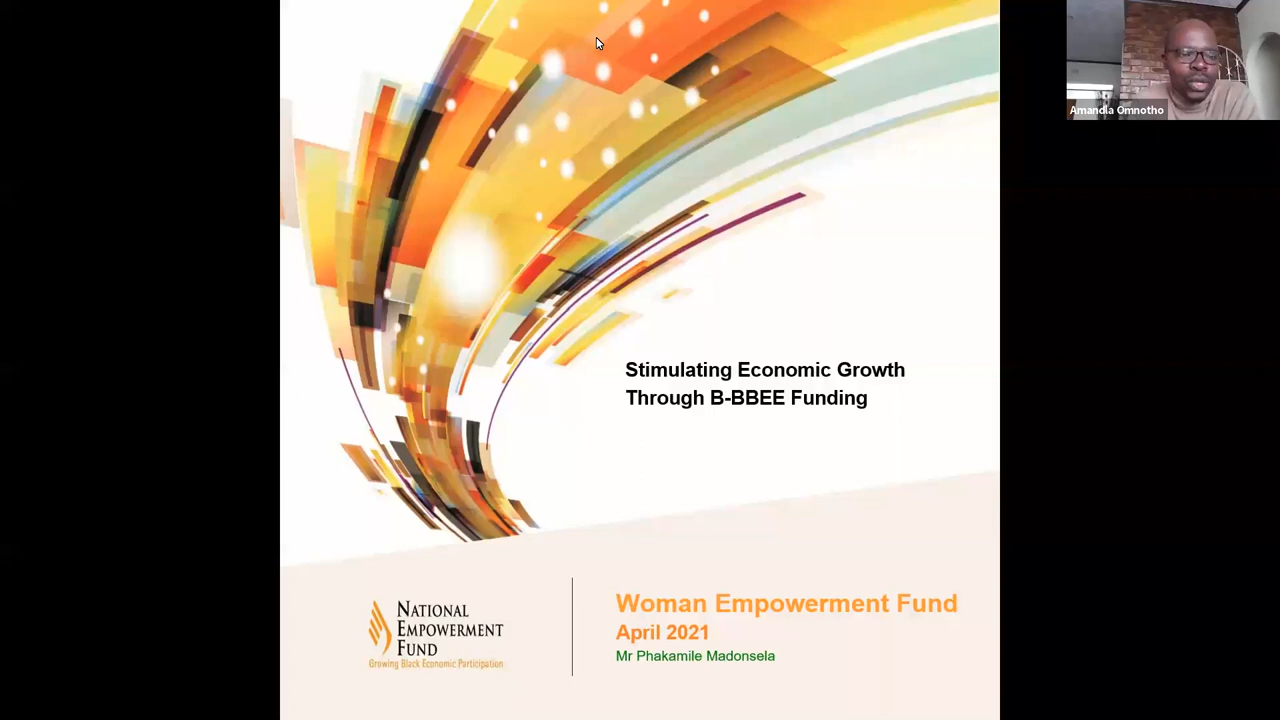 Amandla Omnotho
Stimulating Economic Growth
Through B-BBEE Funding
NATIONAL
EMPOWERMENT
FUND
Growing Black Economic Participation
Woman Empowerment Fund
April 2021
Mr Phakamile Madonsela